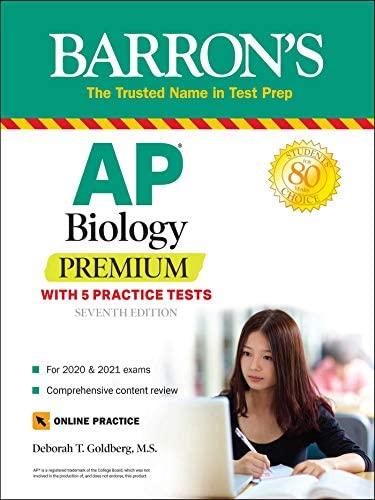 BARRON'S
The Trusted Name in Test Prep
AP®
Biology
PREMIUM
WITH 5 PRACTICE TESTS
SEVENTH EDITION
STUDENTS'
FOR
80
YEARS
CHOICE
For 2020 & 2021 exams
Comprehensive content review
ONLINE PRACTICE
Deborah T. Goldberg, M.S.
AP® is a registered trademark of the College Board, which was not
involved in the production of, and does not endorse, this product.